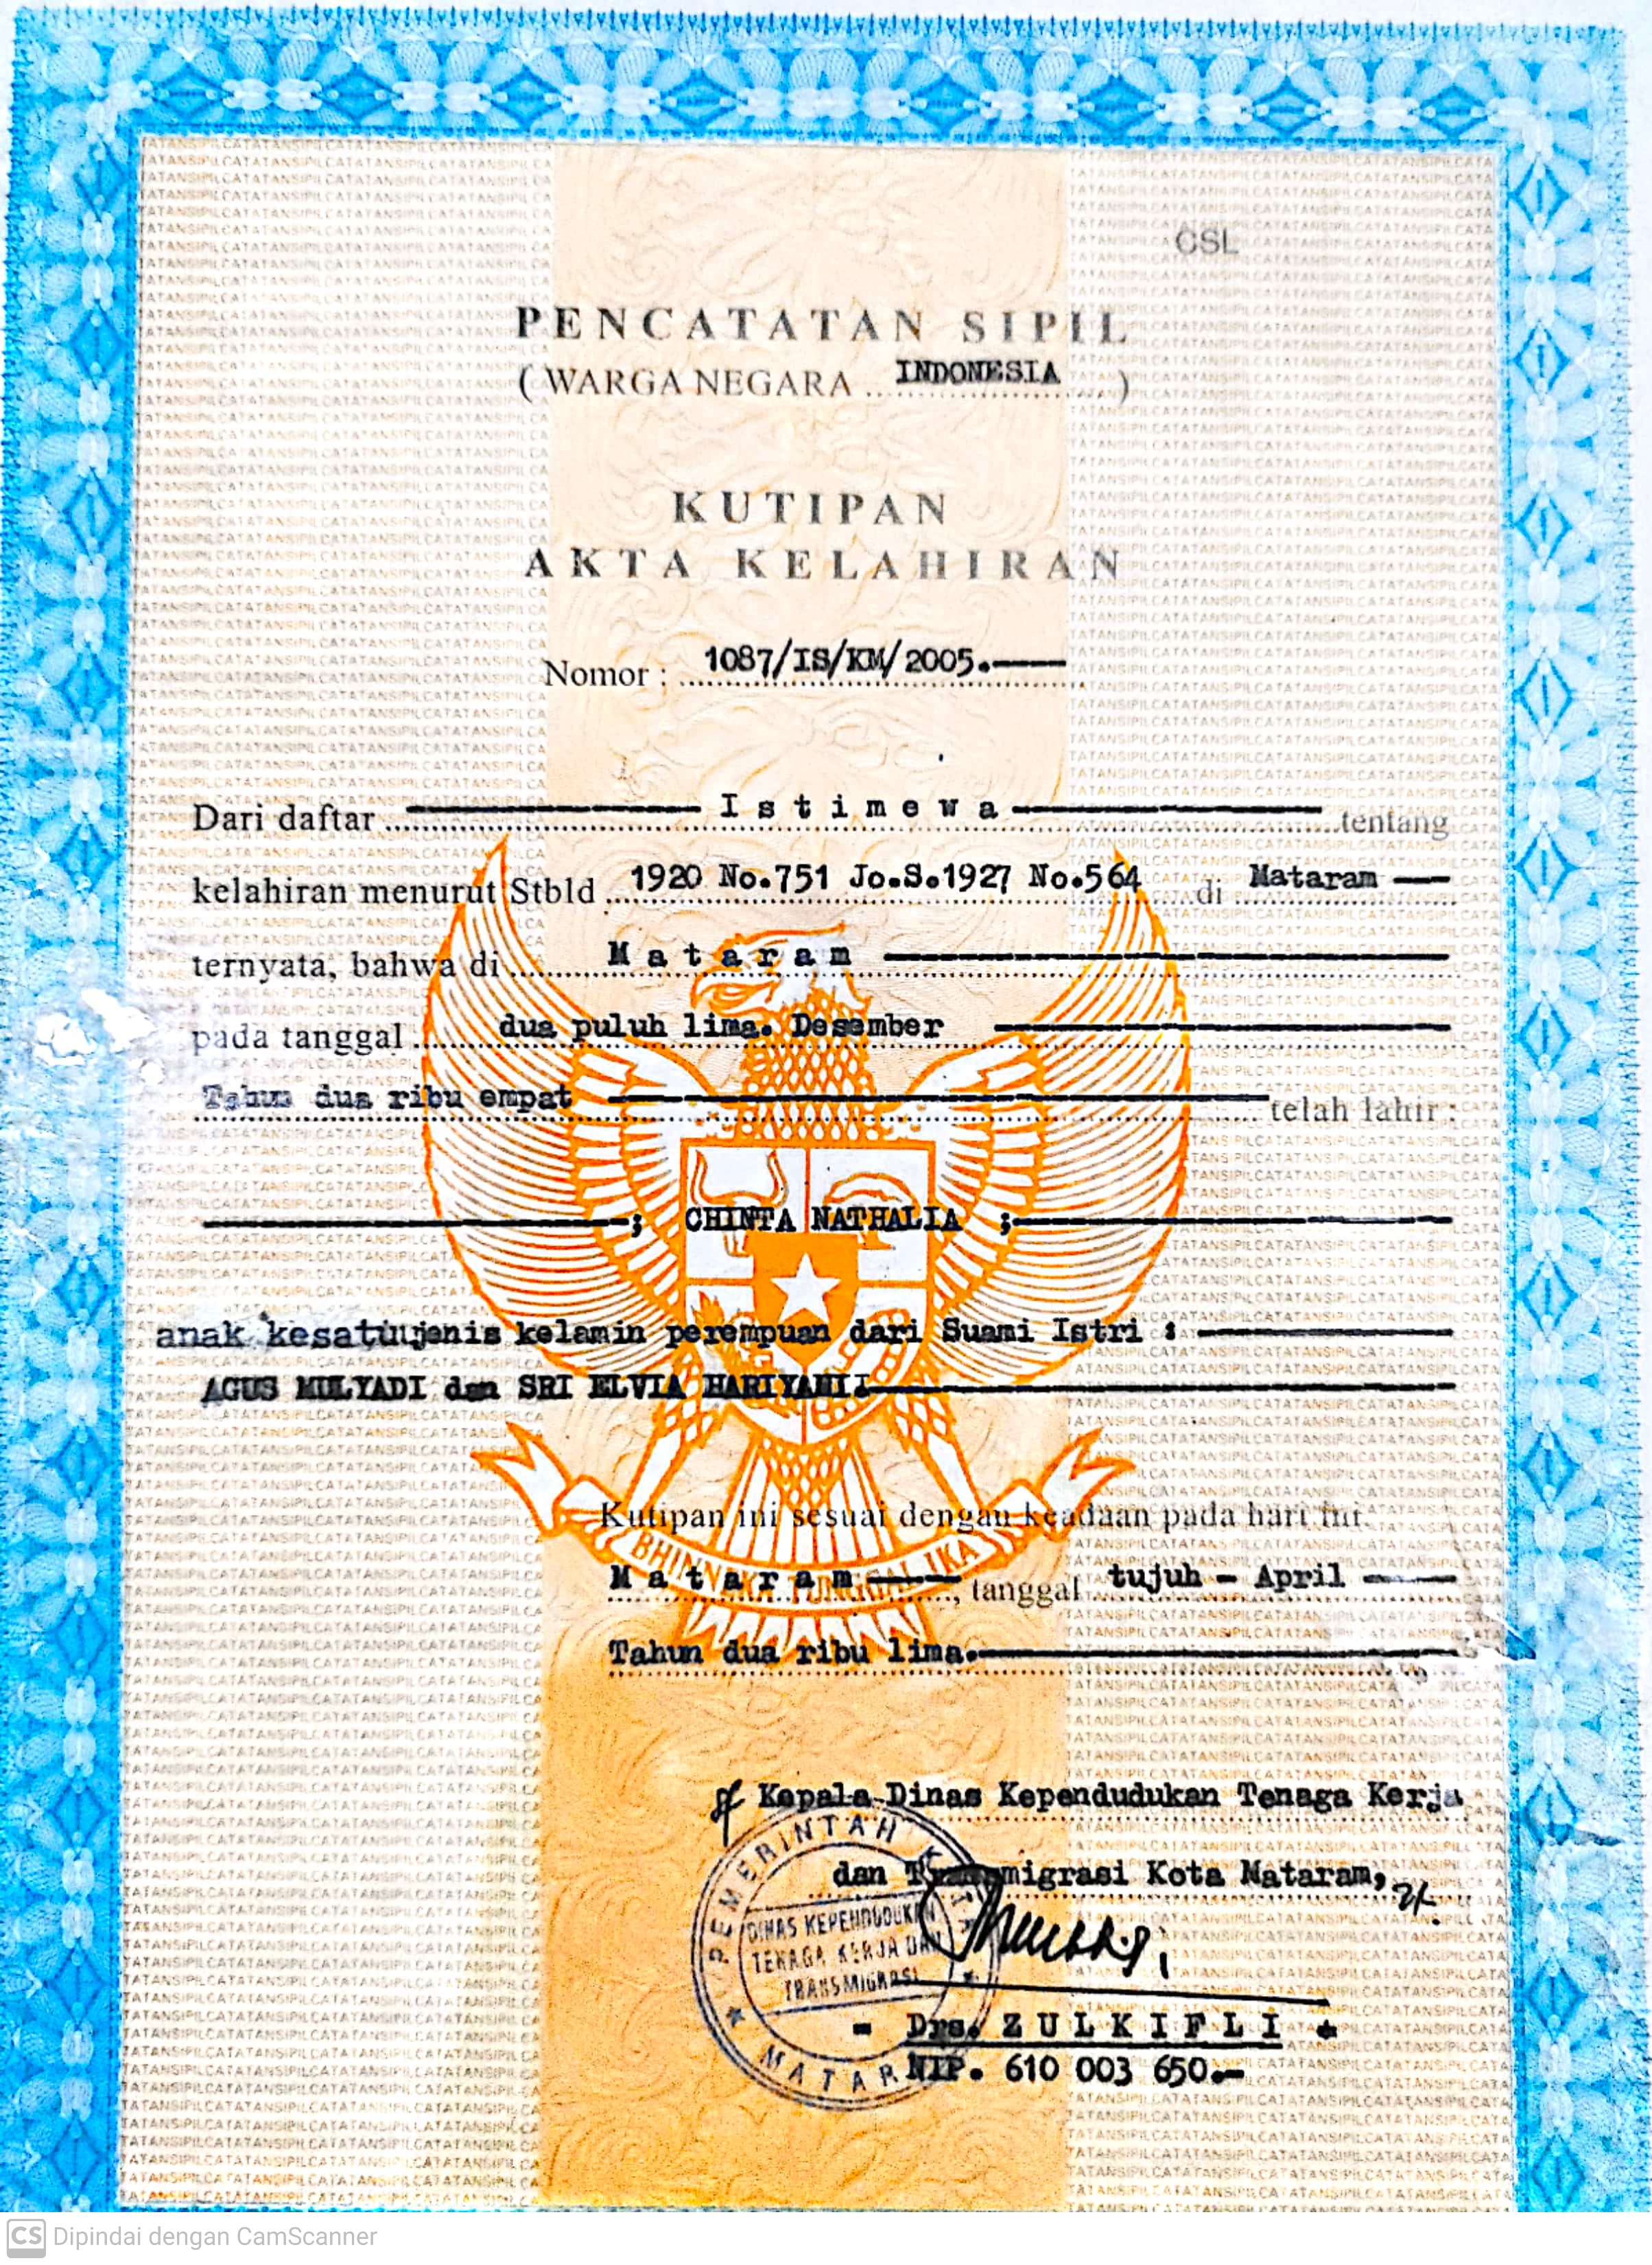 CSL
PENCATATAN SIPIL
( WARGA NEGARA .. INDONESIA )
KUTIPAN
AKTA KELAHIRAN
Nomor : 1087/IS/KM/2005.—
Dari daftar — Istimewa — tentang
kelahiran menurut Stbld 1920 No.751 Jo.S.1927 No.564 di Mataram —
ternyata, bahwa di Mataram —
pada tanggal dua puluh lima. Desember —
Tahun dua ribu empat — telah lahir :
— ; CHINTA NATHALIA ; —
anak kesatu jenis kelamin perempuan dari Suami Istri : —
AGUS MULYADI dan SRI ELVIA HARIYANI.—
Kutipan ini sesuai dengan keadaan pada hari ini.
BHINNEKA TUNGGAL IKA
Mataram —, tanggal tujuh - April —
Tahun dua ribu lima.—
Kepala Dinas Kependudukan Tenaga Kerja
dan Transmigrasi Kota Mataram,
PEMERINTAH KOTA
DINAS KEPENDUDUKAN
TENAGA KERJA DAN
TRANSMIGRASI
MATARAM
- Drs. ZULKIFLI -
NIP. 610 003 650.-
CS Dipindai dengan CamScanner